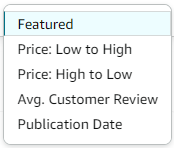 Featured
Price: Low to High
Price: High to Low
Avg. Customer Review
Publication Date